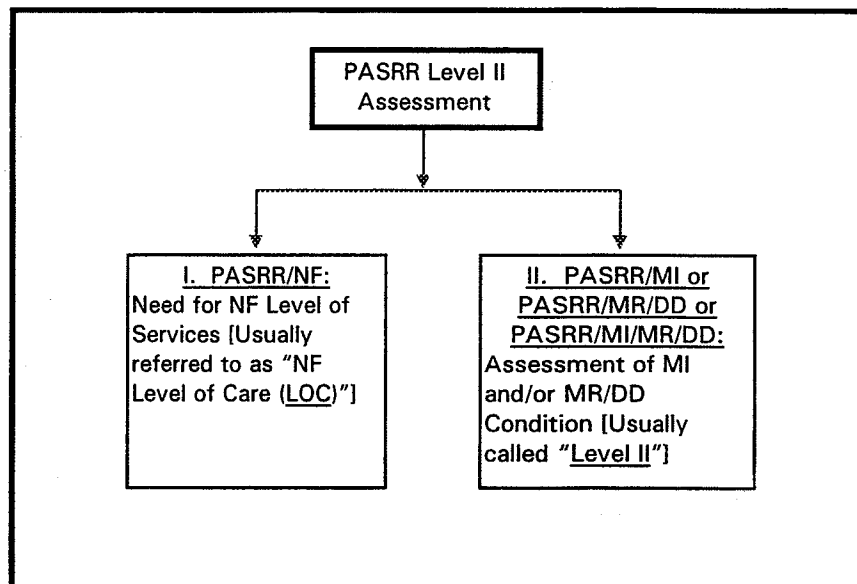 PASRR Level II
Assessment
I. PASRR/NF:
Need for NF Level of
Services [Usually
referred to as "NF
Level of Care (LOC)"]
II. PASRR/MI or
PASRR/MR/DD or
PASRR/MI/MR/DD:
Assessment of MI
and/or MR/DD
Condition [Usually
called "Level II"]